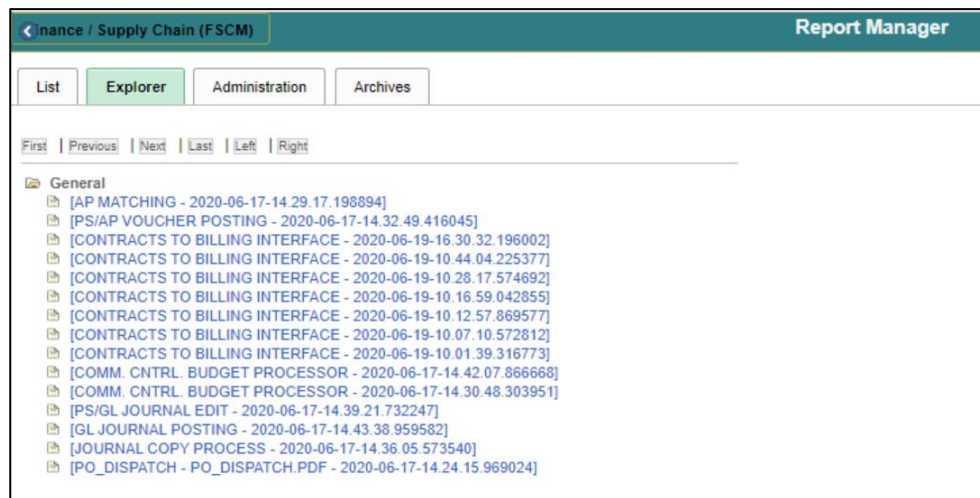 nance / Supply Chain (FSCM)
Report Manager
List Explorer Administration Archives
First | Previous | Next | Last | Left | Right
General
[AP MATCHING - 2020-06-17-14.29.17.198894]
[PS/AP VOUCHER POSTING - 2020-06-17-14.32.49.416045]
[CONTRACTS TO BILLING INTERFACE - 2020-06-19-16.30.32.196002]
[CONTRACTS TO BILLING INTERFACE - 2020-06-19-10.44.04.225377]
[CONTRACTS TO BILLING INTERFACE - 2020-06-19-10.28.17.574692]
[CONTRACTS TO BILLING INTERFACE - 2020-06-19-10.16.59.042855]
[CONTRACTS TO BILLING INTERFACE - 2020-06-19-10.12.57.869577]
[CONTRACTS TO BILLING INTERFACE - 2020-06-19-10.07.10.572812]
[CONTRACTS TO BILLING INTERFACE - 2020-06-19-10.01.39.316773]
[COMM. CNTRL. BUDGET PROCESSOR - 2020-06-17-14.42.07.866668]
[COMM. CNTRL. BUDGET PROCESSOR - 2020-06-17-14.30.48.303951]
[PS/GL JOURNAL EDIT - 2020-06-17-14.39.21.732247]
[GL JOURNAL POSTING - 2020-06-17-14.43.38.959582]
[JOURNAL COPY PROCESS - 2020-06-17-14.36.05.573540]
[PO_DISPATCH - PO_DISPATCH.PDF - 2020-06-17-14.24.15.969024]